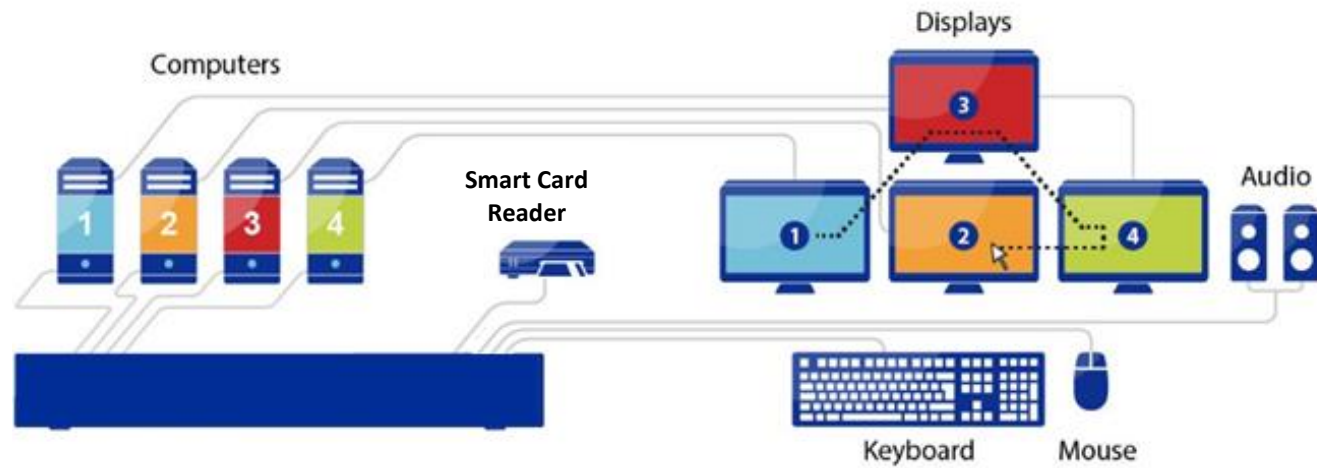 Displays
Computers
3
1 2 3 4
Smart Card
Reader
Audio
1 2 4
Keyboard Mouse